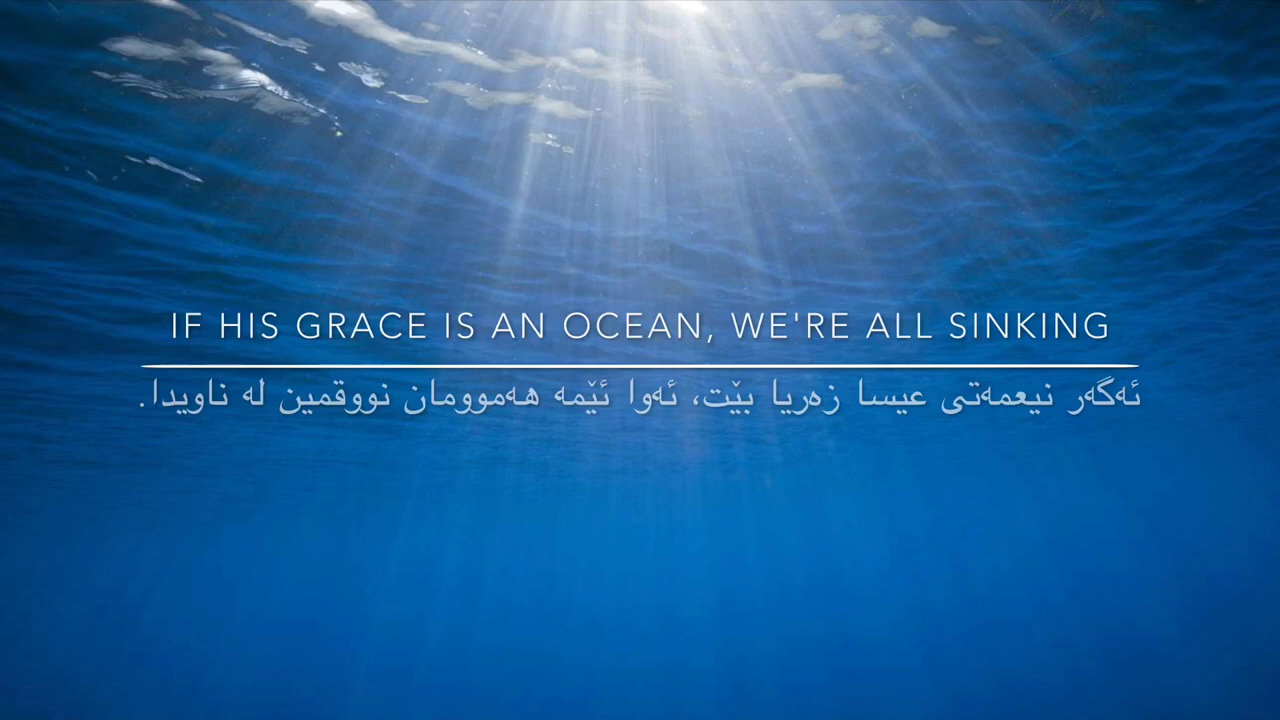 IF HIS GRACE IS AN OCEAN, WE'RE ALL SINKING
ئەگەر نیعمەتی عیسا زەریا بێت، ئەوا ئێمە هەموومان نووقمین لە ناویدا.